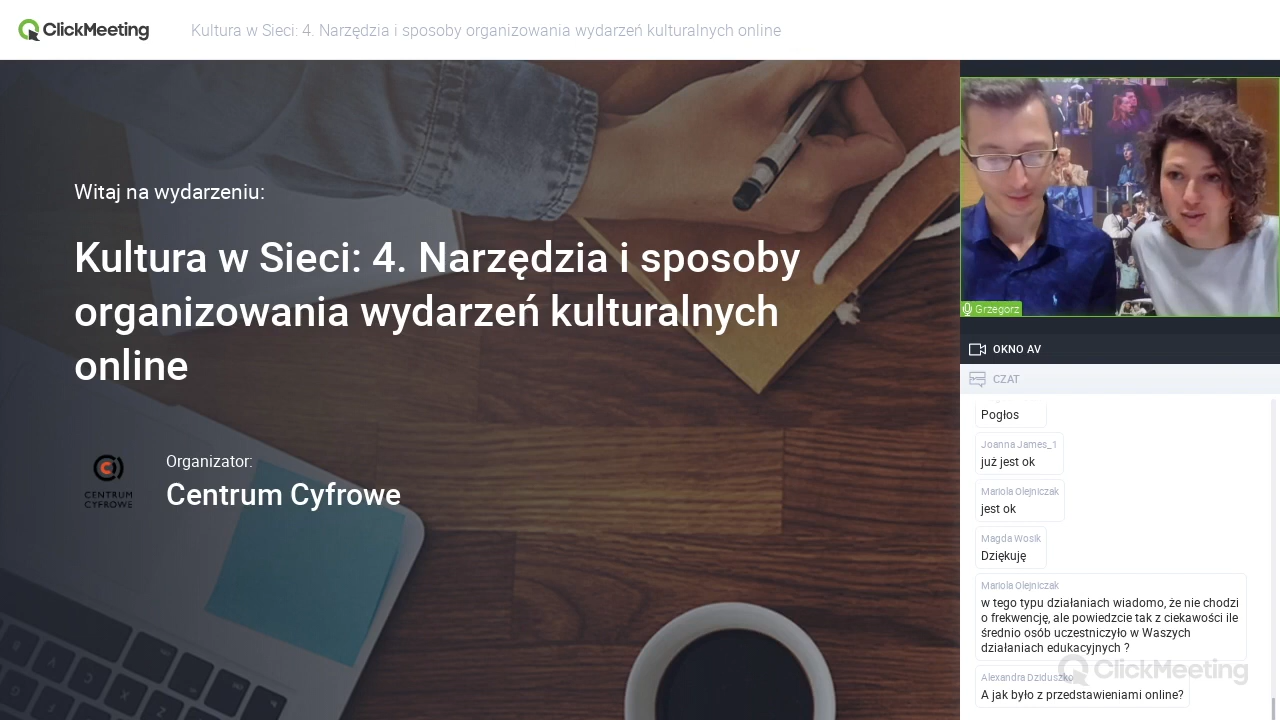 ClickMeeting
Kultura w Sieci: 4. Narzędzia i sposoby organizowania wydarzeń kulturalnych online
Witaj na wydarzeniu:
Kultura w Sieci: 4. Narzędzia i sposoby
organizowania wydarzeń kulturalnych
online
CENTRUM
CYFROWE
Organizator:
Centrum Cyfrowe
Grzegorz
OKNO AV
CZAT
Pogłos
Joanna James_1
już jest ok
Mariola Olejniczak
jest ok
Magda Wosik
Dziękuję
Mariola Olejniczak
w tego typu działaniach wiadomo, że nie chodzi
o frekwencję, ale powiedzcie tak z ciekawości ile
średnio osób uczestniczyło w Waszych
działaniach edukacyjnych ?
ClickMeeting
Alexandra Dziduszko
A jak było z przedstawieniami online?